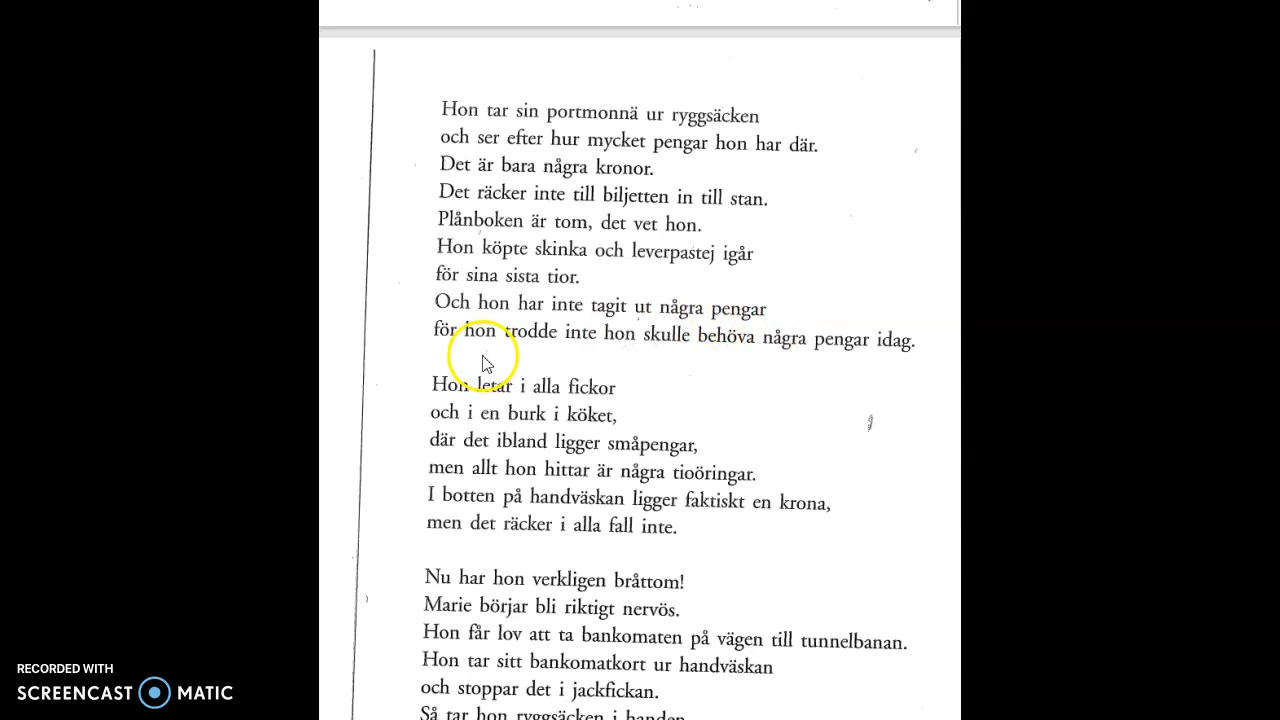 Hon tar sin portmonnä ur ryggsäcken
och ser efter hur mycket pengar hon har där.
Det är bara några kronor.
Det räcker inte till biljetten in till stan.
Plånboken är tom, det vet hon.
Hon köpte skinka och leverpastej igår
för sina sista tior.
Och hon har inte tagit ut några pengar
för hon trodde inte hon skulle behöva några pengar idag.
Hon letar i alla fickor
och i en burk i köket,
där det ibland ligger småpengar,
men allt hon hittar är några tioöringar.
I botten på handväskan ligger faktiskt en krona,
men det räcker i alla fall inte.
Nu har hon verkligen bråttom!
Marie börjar bli riktigt nervös.
Hon får lov att ta bankomaten på vägen till tunnelbanan.
Hon tar sitt bankomatkort ur handväskan
och stoppar det i jackfickan.
Så tar hon ryggsäcken i handen
RECORDED WITH
SCREENCAST MATIC